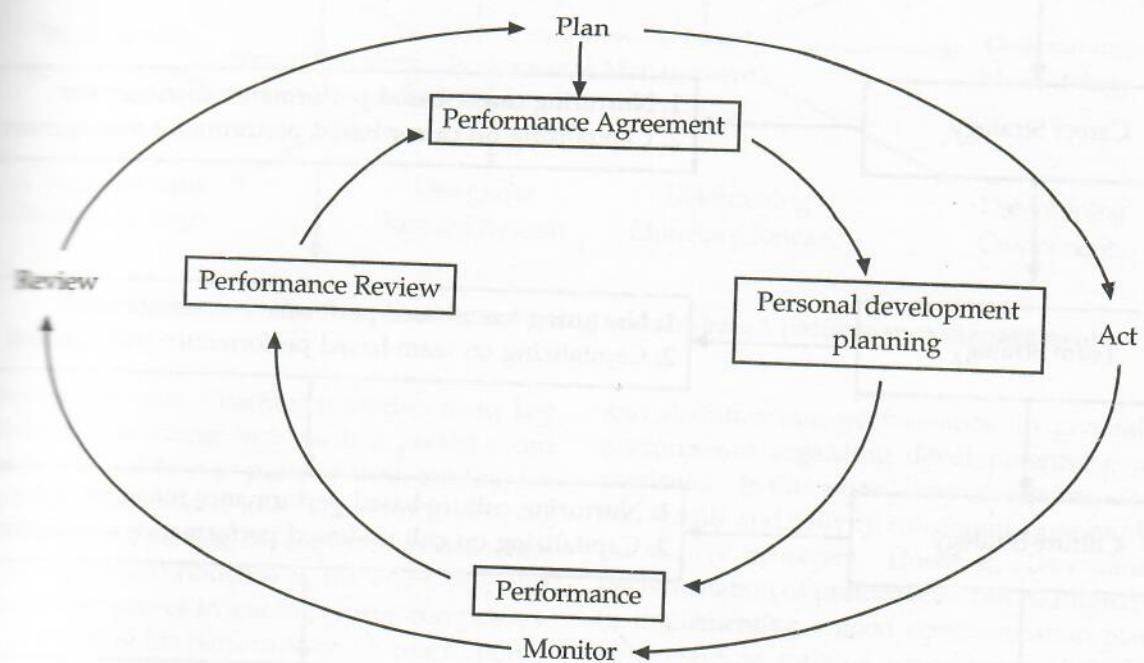 Plan
Performance Agreement
Performance Review
Review
Personal development
planning
Act
Performance
Monitor